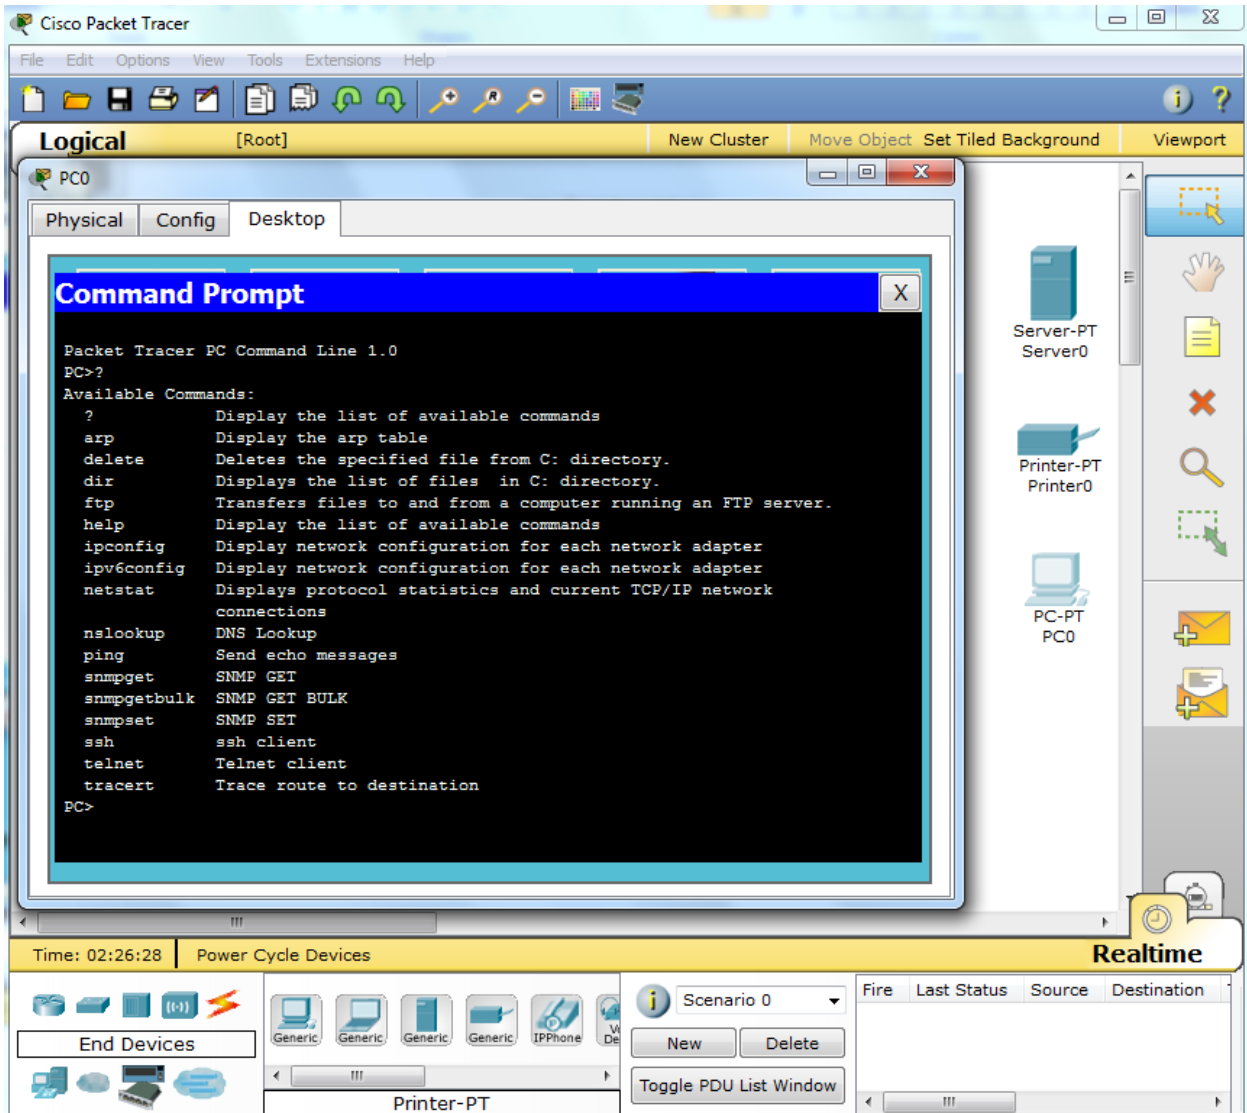 Cisco Packet Tracer
File Edit Options View Tools Extensions Help
Logical [Root] New Cluster Move Object Set Tiled Background Viewport
PC0
Physical Config Desktop
Command Prompt X
Packet Tracer PC Command Line 1.0
PC>?
Available Commands:
? Display the list of available commands
arp Display the arp table
delete Deletes the specified file from C: directory.
dir Displays the list of files in C: directory.
ftp Transfers files to and from a computer running an FTP server.
help Display the list of available commands
ipconfig Display network configuration for each network adapter
ipv6config Display network configuration for each network adapter
netstat Displays protocol statistics and current TCP/IP network
connections
nslookup DNS Lookup
ping Send echo messages
snmpget SNMP GET
snmpgetbulk SNMP GET BULK
snmpset SNMP SET
ssh ssh client
telnet Telnet client
tracert Trace route to destination
PC>
Server-PT
Server0
Printer-PT
Printer0
PC-PT
PC0
Time: 02:26:28 Power Cycle Devices Realtime
End Devices
Generic Generic Generic Generic IPPhone
Printer-PT
Scenario 0
New Delete
Toggle PDU List Window
Fire Last Status Source Destination